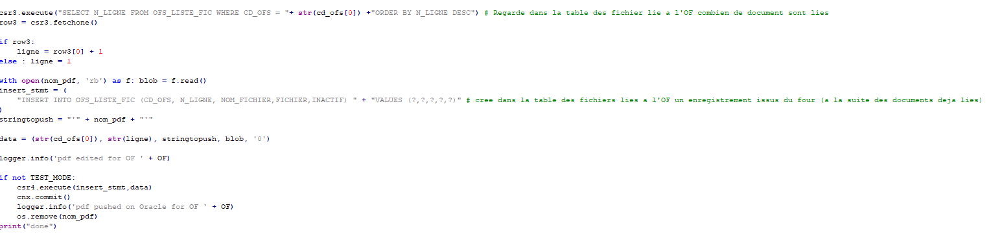 csr3.execute("SELECT N_LIGNE FROM OFS_LISTE_FIC WHERE CD_OFS = "+ str(cd_ofs[0]) +"ORDER BY N_LIGNE DESC") # Regarde dans la table des fichier lie a l'OF combien de document sont lies
row3 = csr3.fetchone()
if row3:
    ligne = row3[0] + 1
else : ligne = 1
with open(nom_pdf, 'rb') as f: blob = f.read()
insert_stmt = (
    "INSERT INTO OFS_LISTE_FIC (CD_OFS, N_LIGNE, NOM_FICHIER,FICHIER,INACTIF) " + "VALUES (?,?,?,?,?)" # cree dans la table des fichiers lies a l'OF un enregistrement issus du four (a la suite des documents deja lies)
)
stringtopush = "'" + nom_pdf + "'"
data = (str(cd_ofs[0]), str(ligne), stringtopush, blob, '0')
logger.info('pdf edited for OF ' + OF)
if not TEST_MODE:
    csr4.execute(insert_stmt,data)
    cnx.commit()
    logger.info('pdf pushed on Oracle for OF ' + OF)
    os.remove(nom_pdf)
print("done")